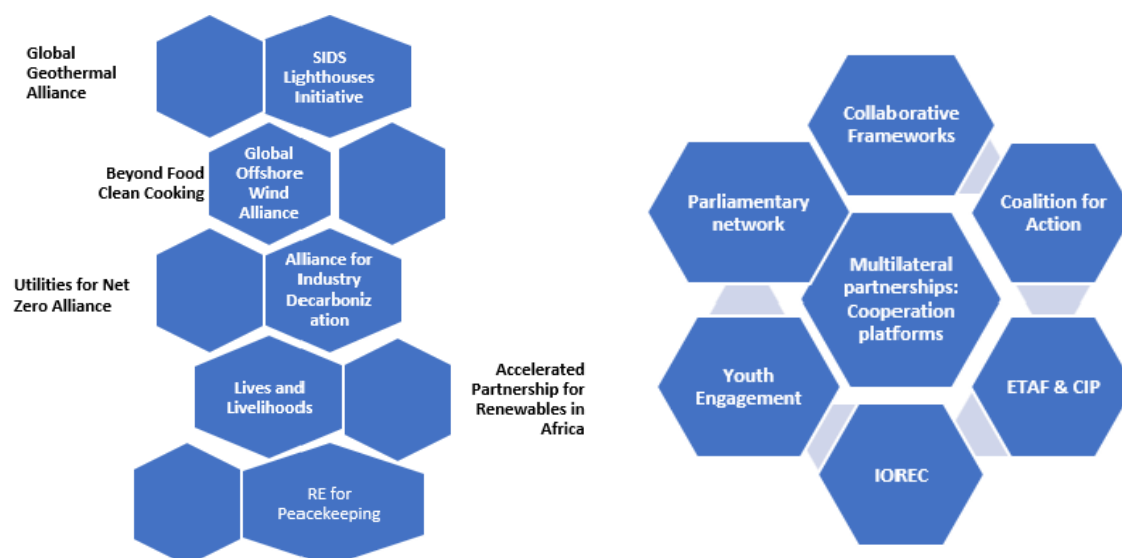 Global
Geothermal
Alliance
SIDS
Lighthouses
Initiative
Beyond Food
Clean Cooking
Global
Offshore
Wind
Alliance
Utilities for Net
Zero Alliance
Alliance for
Industry
Decarboniz
ation
Lives and
Livelihoods
Accelerated
Partnership for
Renewables in
Africa
RE for
Peacekeeping
Collaborative
Frameworks
Parliamentary
network
Coalition for
Action
Multilateral
partnerships:
Cooperation
platforms
Youth
Engagement
ETAF & CIP
IOREC